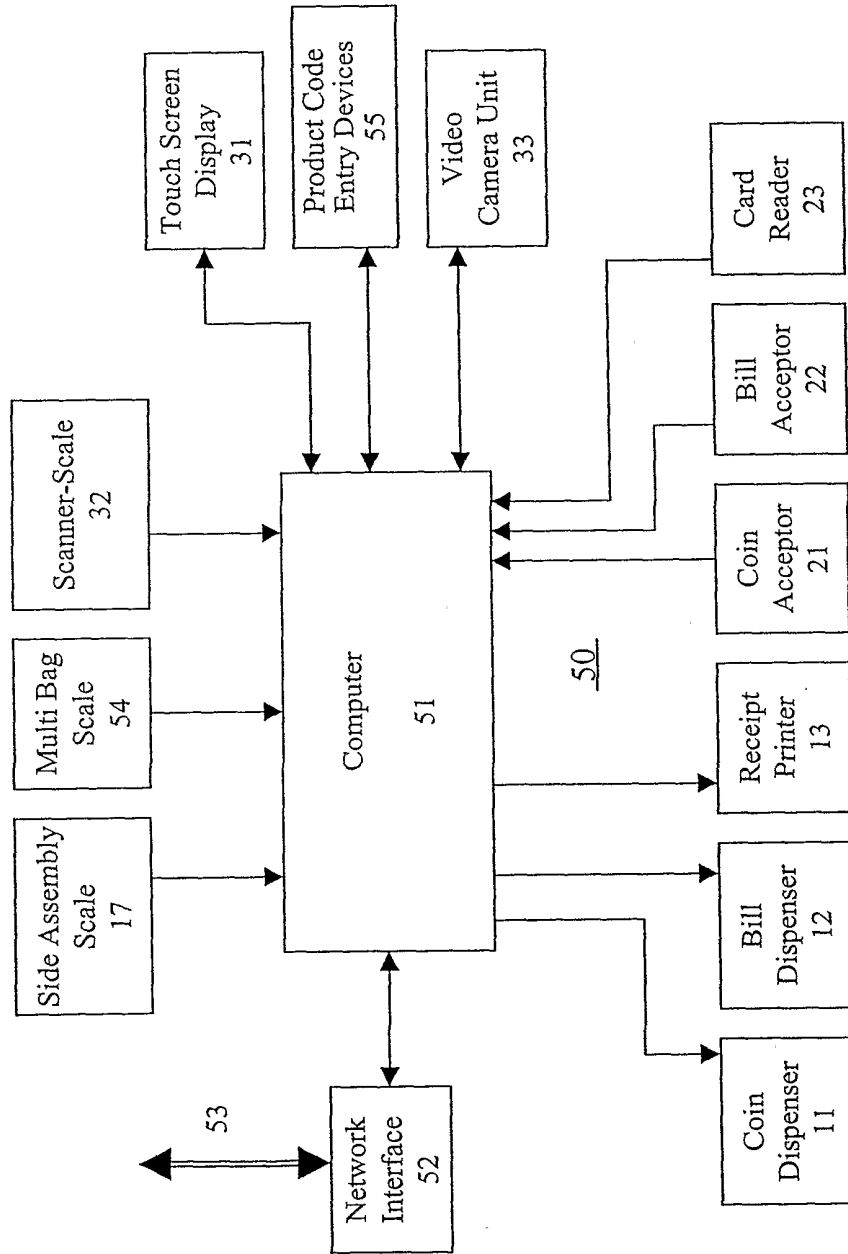 Side Assembly
Scale
17
Multi Bag
Scale
54
Scanner-Scale
32
Touch Screen
Display
31
Product Code
Entry Devices
55
Video
Camera Unit
33
53
Network
Interface
52
Computer
51
50
Coin
Dispenser
11
Bill
Dispenser
12
Receipt
Printer
13
Coin
Acceptor
21
Bill
Acceptor
22
Card
Reader
23